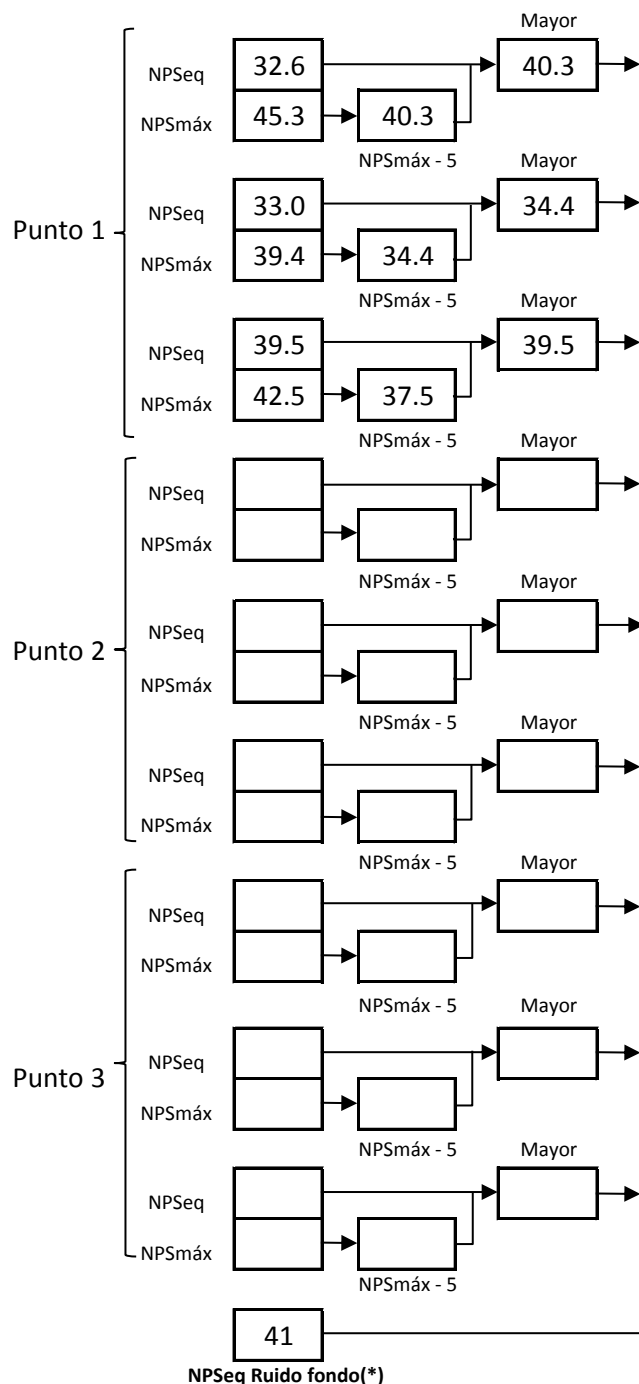 Mayor
NPSeq 32.6 40.3
NPSmáx 45.3 40.3
NPSmáx - 5
Mayor
NPSeq 33.0 34.4
Punto 1
NPSmáx 39.4 34.4
NPSmáx - 5
Mayor
NPSeq 39.5 39.5
NPSmáx 42.5 37.5
NPSmáx - 5
Mayor
NPSeq
NPSmáx
NPSmáx - 5
Mayor
NPSeq
Punto 2
NPSmáx
NPSmáx - 5
Mayor
NPSeq
NPSmáx
NPSmáx - 5
Mayor
NPSeq
NPSmáx
NPSmáx - 5
Mayor
NPSeq
Punto 3
NPSmáx
NPSmáx - 5
Mayor
NPSeq
NPSmáx
NPSmáx - 5
41
NPSeq Ruido fondo(*)